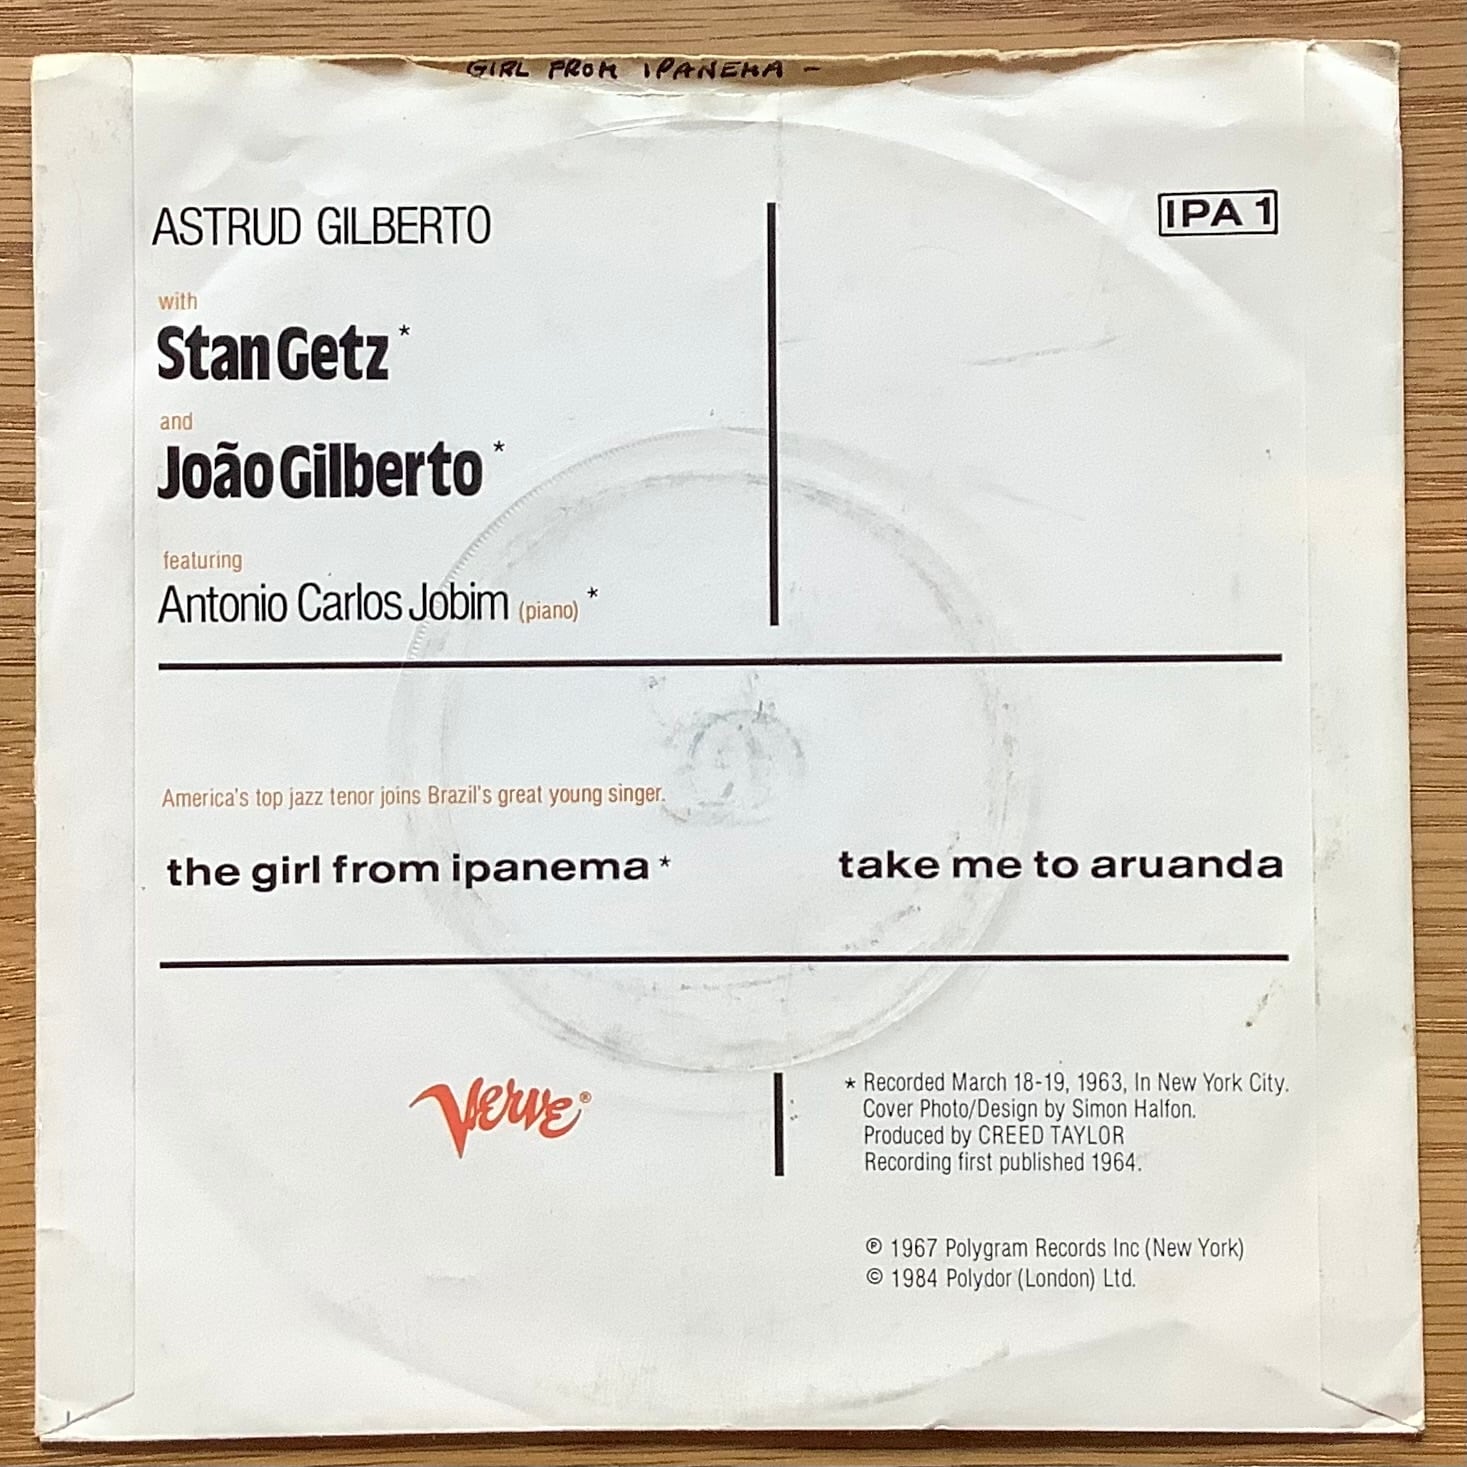 GIRL FROM IPANEMA -
ASTRUD GILBERTO
IPA 1
with
Stan Getz *
and
João Gilberto *
featuring
Antonio Carlos Jobim (piano) *
America's top jazz tenor joins Brazil's great young singer.
the girl from ipanema *
take me to aruanda
Verve ®
* Recorded March 18-19, 1963, In New York City.
Cover Photo/Design by Simon Halfon.
Produced by CREED TAYLOR
Recording first published 1964.
℗ 1967 Polygram Records Inc (New York)
© 1984 Polydor (London) Ltd.